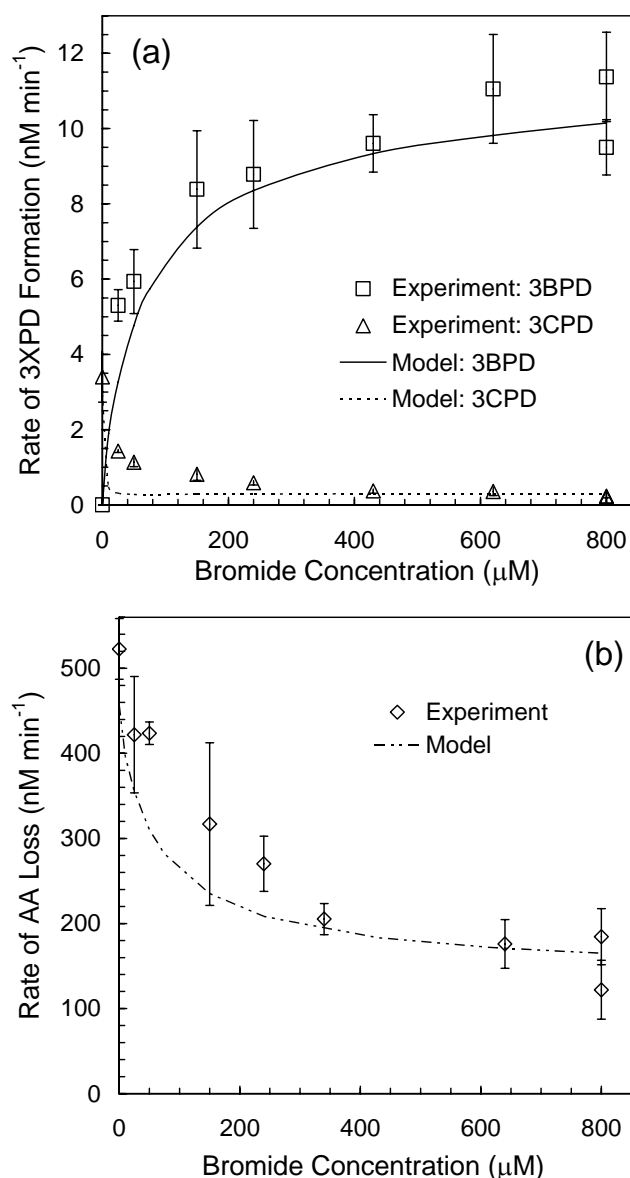 (a)
Rate of 3XPD Formation (nM min⁻¹)
12
10
8
6
4
2
0
Experiment: 3BPD
Experiment: 3CPD
Model: 3BPD
Model: 3CPD
0 200 400 600 800
Bromide Concentration (μM)
(b)
Rate of AA Loss (nM min⁻¹)
500
400
300
200
100
0
Experiment
Model
0 200 400 600 800
Bromide Concentration (μM)